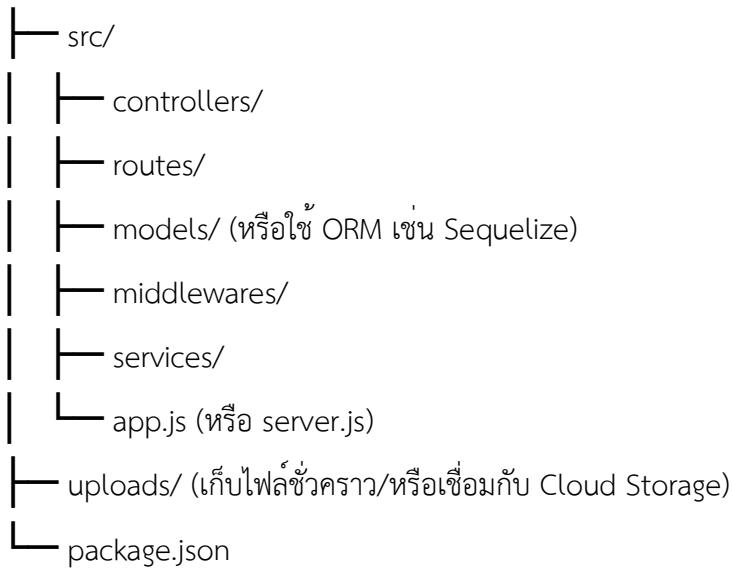 ├── src/
│ ├── controllers/
│ ├── routes/
│ ├── models/ (หรือใช้ ORM เช่น Sequelize)
│ ├── middlewares/
│ ├── services/
│ └── app.js (หรือ server.js)
├── uploads/ (เก็บไฟล์ชั่วคราว/หรือเชื่อมกับ Cloud Storage)
└── package.json